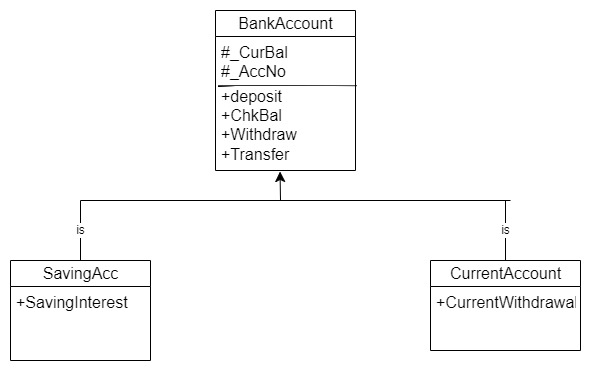 BankAccount
#_CurBal
#_AccNo
+deposit
+ChkBal
+Withdraw
+Transfer
is
is
SavingAcc
+SavingInterest
CurrentAccount
+CurrentWithdrawal